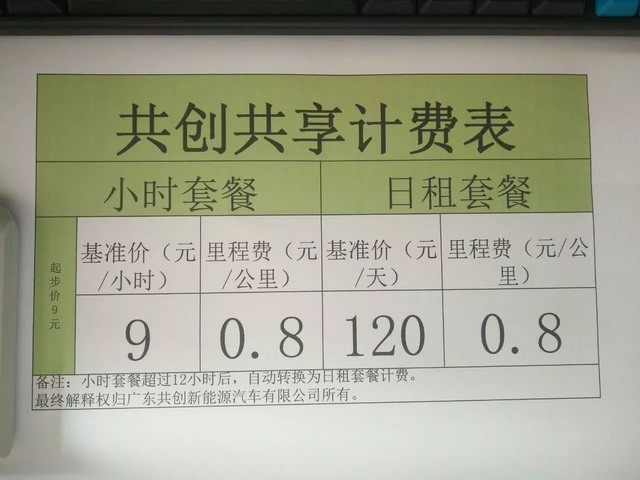 共创共享计费表
小时套餐 日租套餐
起步价9元
基准价（元/小时）
里程费（元/公里）
基准价（元/天）
里程费（元/公里）
9 0.8 120 0.8
备注：小时套餐超过12小时后，自动转换为日租套餐计费。
最终解释权归广东共创新能源汽车有限公司所有。